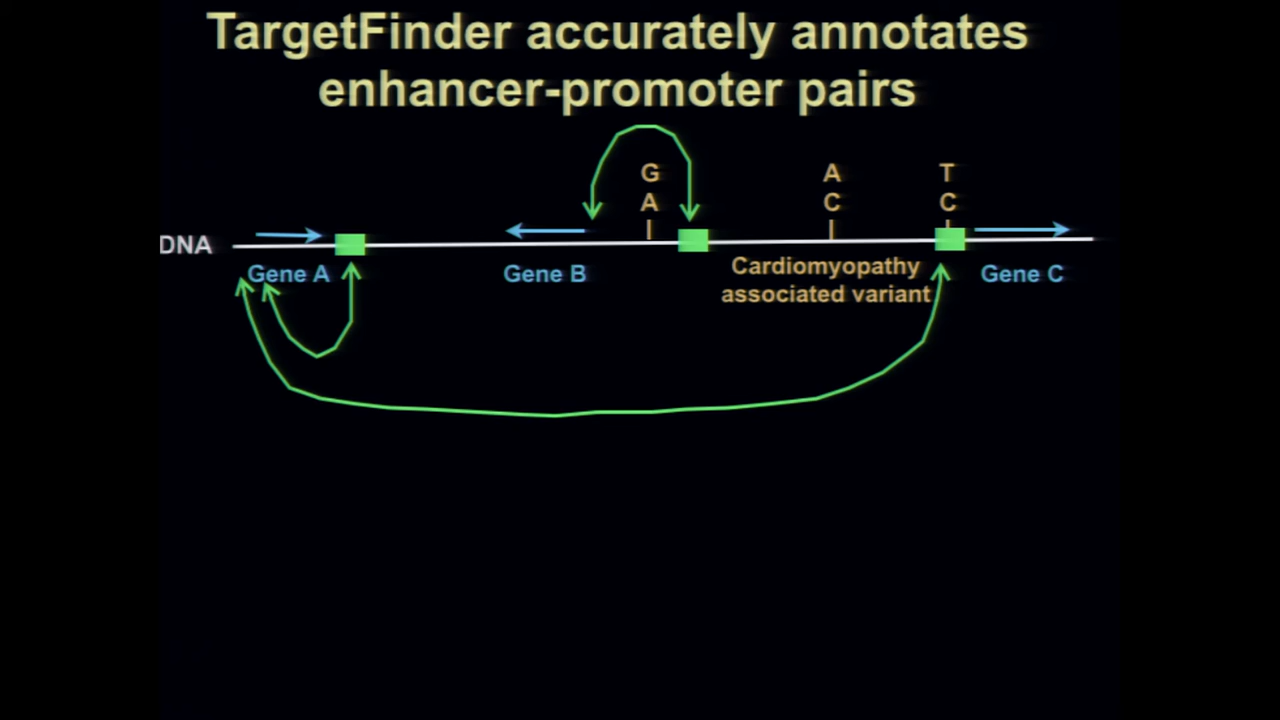 TargetFinder accurately annotates
enhancer-promoter pairs
G A T
A C C
DNA
Gene A Gene B Cardiomyopathy Gene C
associated variant